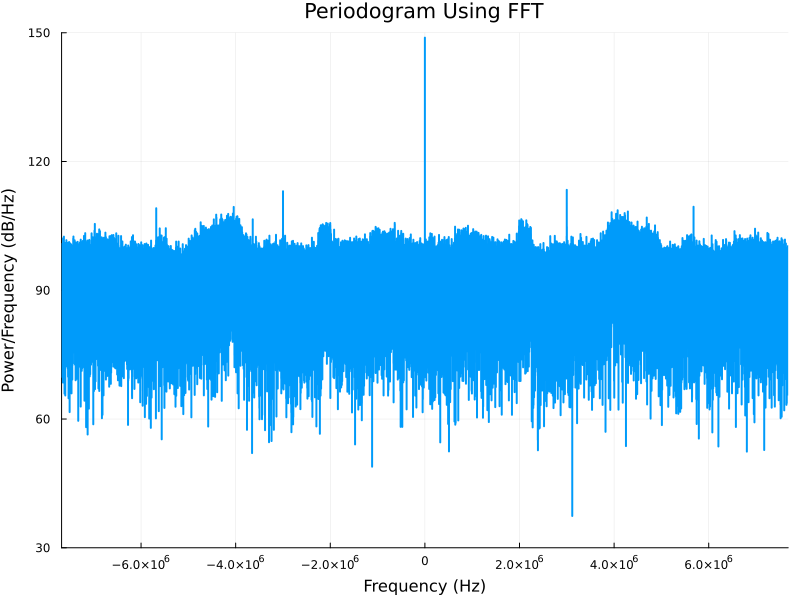 Periodogram Using FFT
150
120
90
60
30
Power/Frequency (dB/Hz)
−6.0×10⁶ −4.0×10⁶ −2.0×10⁶ 0 2.0×10⁶ 4.0×10⁶ 6.0×10⁶
Frequency (Hz)